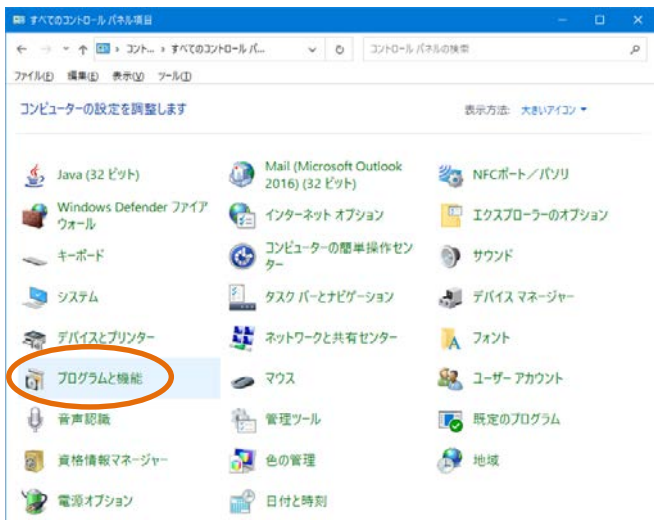 すべてのコントロール パネル項目
コント... › すべてのコントロール パ...
コントロール パネルの検索
ファイル(F) 編集(E) 表示(V) ツール(T)
コンピューターの設定を調整します
表示方法: 大きいアイコン
Java (32 ビット)
Mail (Microsoft Outlook
2016) (32 ビット)
NFCポート／パソリ
Windows Defender ファイア
ウォール
インターネット オプション
エクスプローラーのオプション
キーボード
コンピューターの簡単操作セン
ター
サウンド
システム
タスク バーとナビゲーション
デバイス マネージャー
デバイスとプリンター
ネットワークと共有センター
フォント
プログラムと機能
マウス
ユーザー アカウント
音声認識
管理ツール
既定のプログラム
資格情報マネージャー
色の管理
地域
電源オプション
日付と時刻